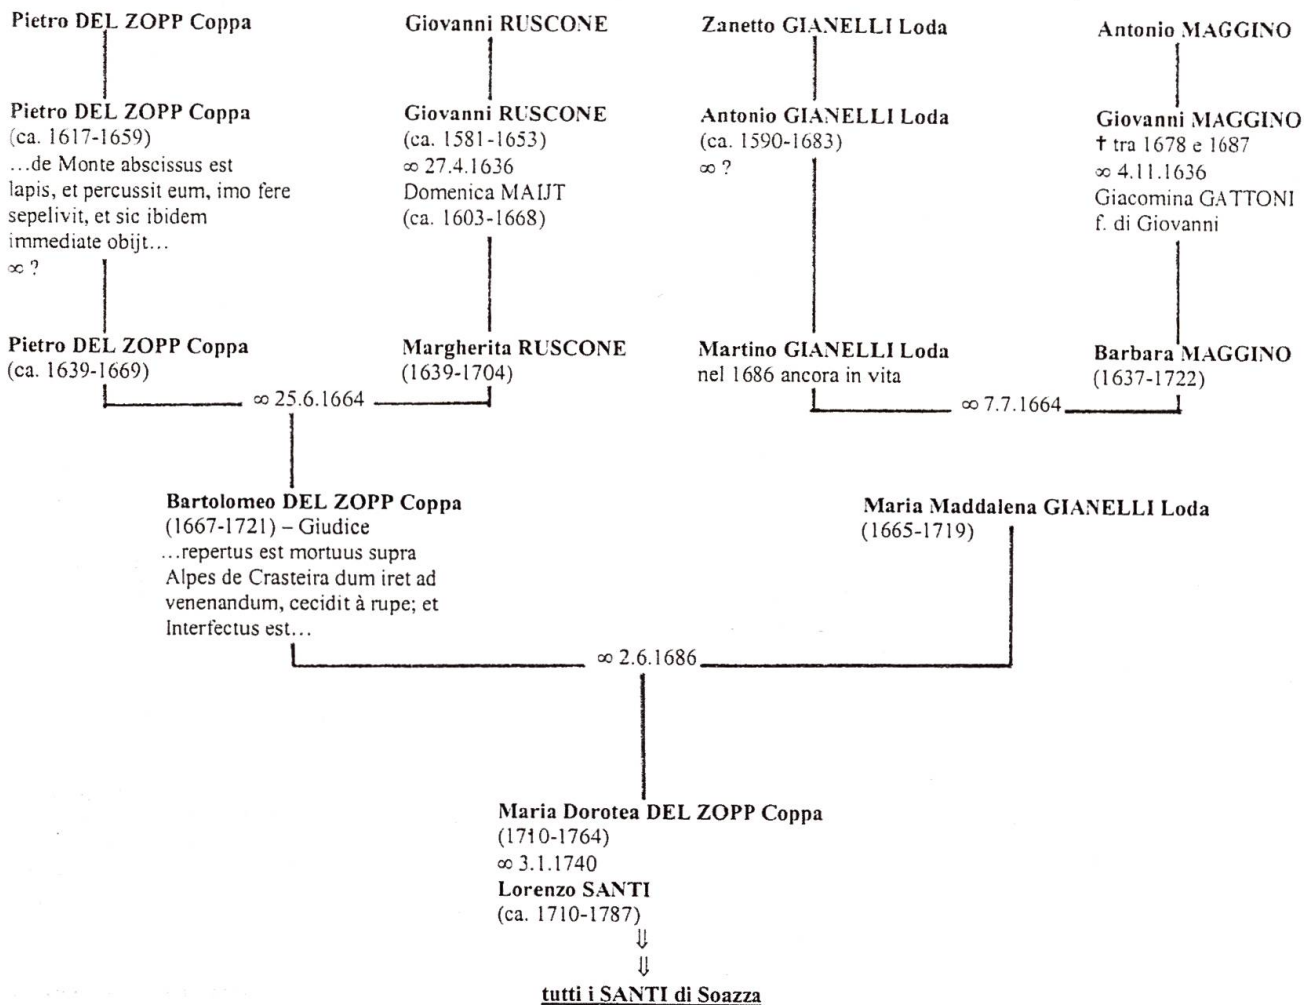 Pietro DEL ZOPP Coppa
Giovanni RUSCONE
Zanetto GIANELLI Loda
Antonio MAGGINO
Pietro DEL ZOPP Coppa
(ca. 1617-1659)
...de Monte abscissus est
lapis, et percussit eum, imo fere
sepelivit, et sic ibidem
immediate obijt...
∞ ?
Giovanni RUSCONE
(ca. 1581-1653)
∞ 27.4.1636
Domenica MAIJT
(ca. 1603-1668)
Antonio GIANELLI Loda
(ca. 1590-1683)
∞ ?
Giovanni MAGGINO
† tra 1678 e 1687
∞ 4.11.1636
Giacomina GATTONI
f. di Giovanni
Pietro DEL ZOPP Coppa
(ca. 1639-1669)
Margherita RUSCONE
(1639-1704)
∞ 25.6.1664
Martino GIANELLI Loda
nel 1686 ancora in vita
Barbara MAGGINO
(1637-1722)
∞ 7.7.1664
Bartolomeo DEL ZOPP Coppa
(1667-1721) – Giudice
...repertus est mortuus supra
Alpes de Crasteira dum iret ad
venenandum, cecidit à rupe; et
Interfectus est...
Maria Maddalena GIANELLI Loda
(1665-1719)
∞ 2.6.1686
Maria Dorotea DEL ZOPP Coppa
(1710-1764)
∞ 3.1.1740
Lorenzo SANTI
(ca. 1710-1787)
⇓
⇓
tutti i SANTI di Soazza